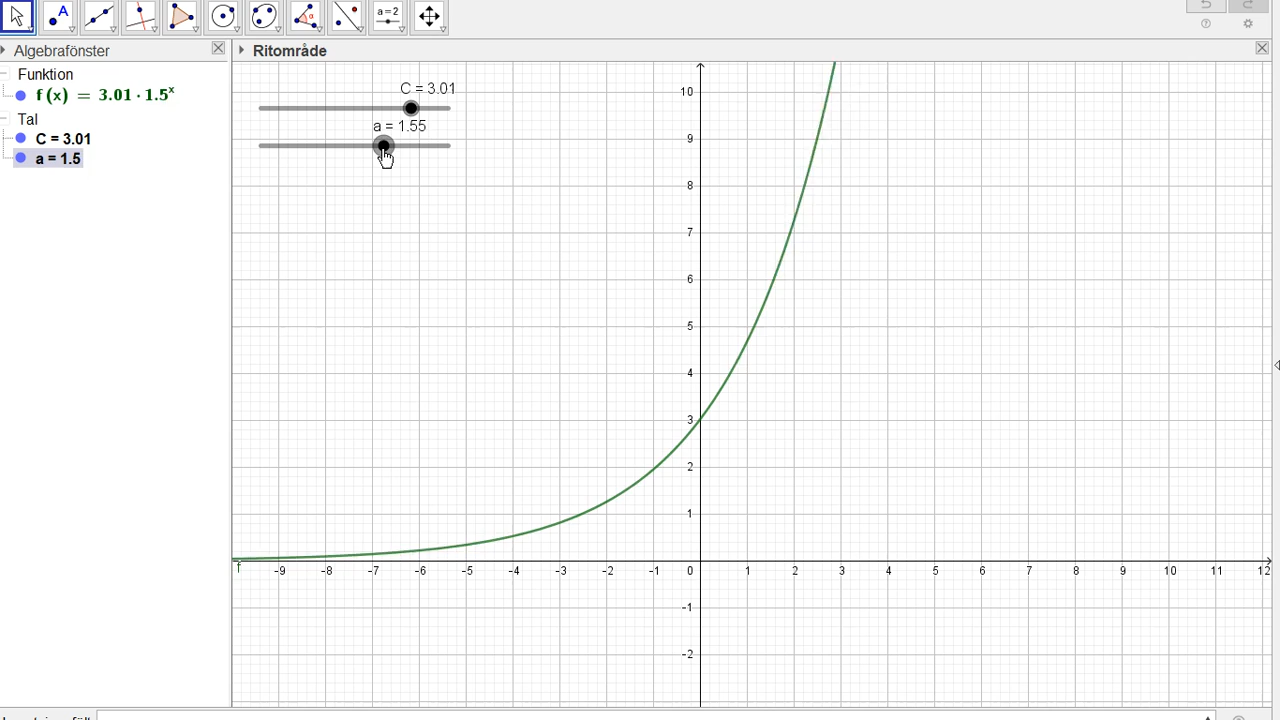 A
a=2
Algebrafönster
Ritområde
Funktion
f (x) = 3.01 · 1.5ˣ
Tal
C = 3.01
a = 1.5
C = 3.01
a = 1.55
10
9
8
7
6
5
4
3
2
1
-1
-2
-9 -8 -7 -6 -5 -4 -3 -2 -1 0 1 2 3 4 5 6 7 8 9 10 11 12
f